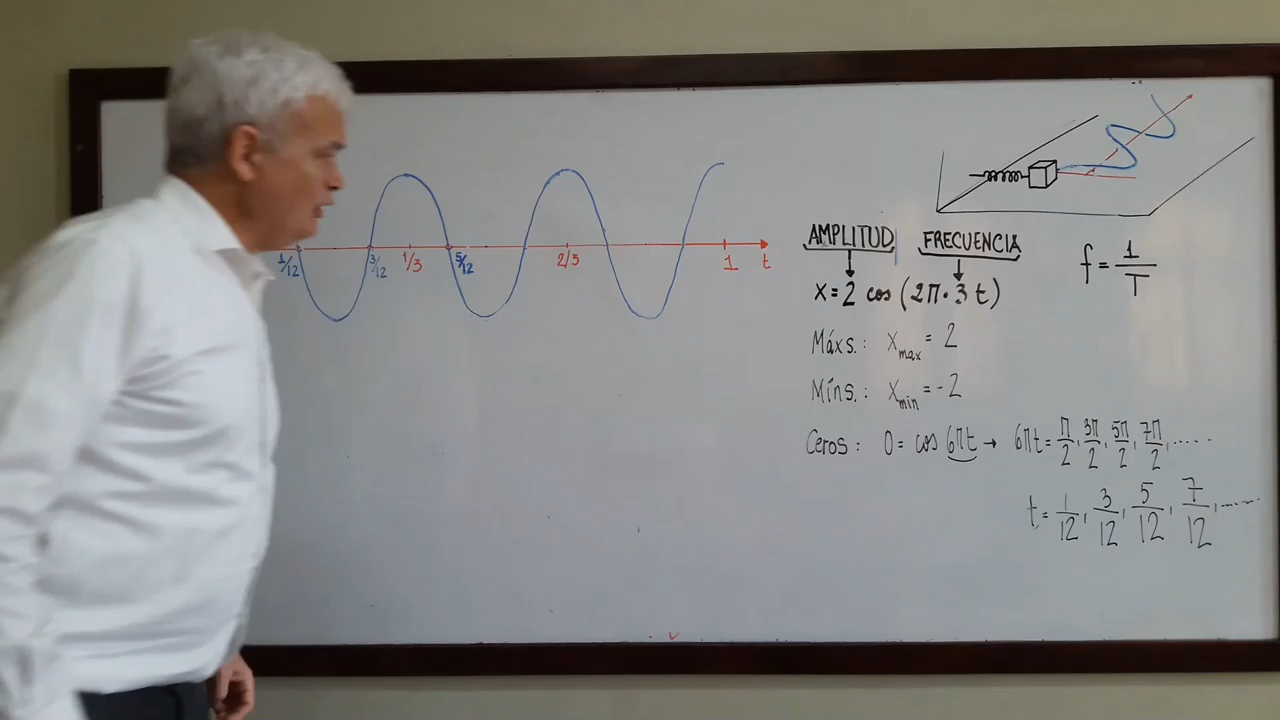 1/12 3/12 1/3 5/12 2/3 1 t
AMPLITUD FRECUENCIA
x = 2 cos (2π · 3 t)
f = 1/T
Máxs.: x_max = 2
Míns.: x_min = -2
Ceros: 0 = cos 6πt → 6πt = π/2, 3π/2, 5π/2, 7π/2, .....
t = 1/12, 3/12, 5/12, 7/12, ......